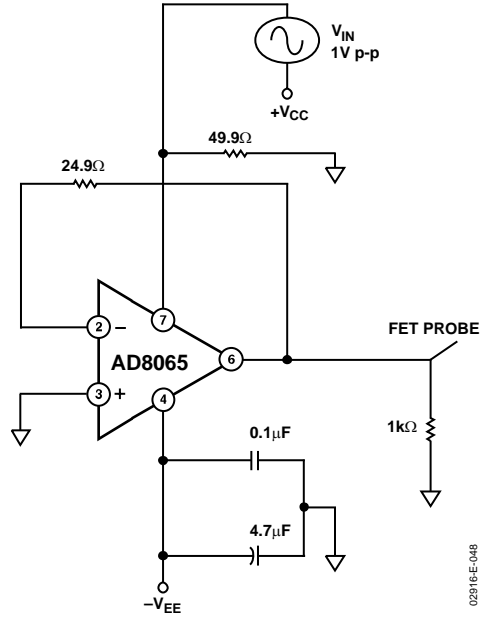 V_IN
1V p-p
+V_CC
49.9Ω
24.9Ω
2 −
7
FET PROBE
AD8065
6
3 +
4
1kΩ
0.1μF
4.7μF
−V_EE
02916-E-048